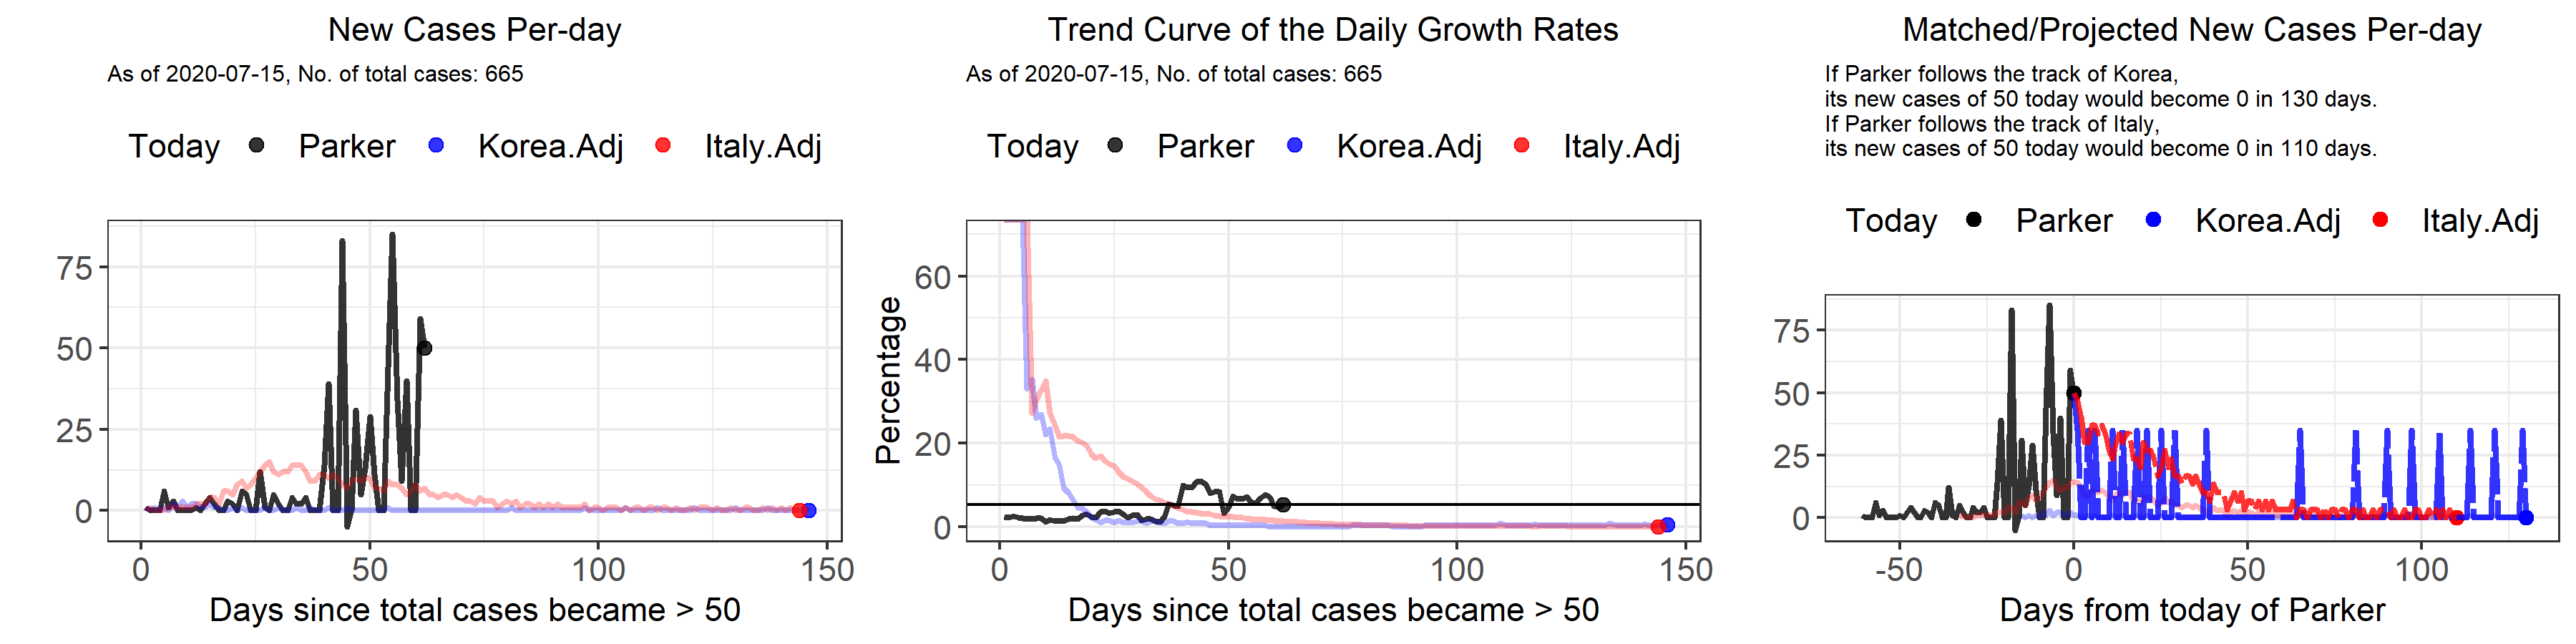 New Cases Per-day
As of 2020-07-15, No. of total cases: 665
Today Parker Korea.Adj Italy.Adj
75
50
25
0
0 50 100 150
Days since total cases became > 50
Trend Curve of the Daily Growth Rates
As of 2020-07-15, No. of total cases: 665
Today Parker Korea.Adj Italy.Adj
Percentage
60
40
20
0
0 50 100 150
Days since total cases became > 50
Matched/Projected New Cases Per-day
If Parker follows the track of Korea,
its new cases of 50 today would become 0 in 130 days.
If Parker follows the track of Italy,
its new cases of 50 today would become 0 in 110 days.
Today Parker Korea.Adj Italy.Adj
75
50
25
0
-50 0 50 100
Days from today of Parker